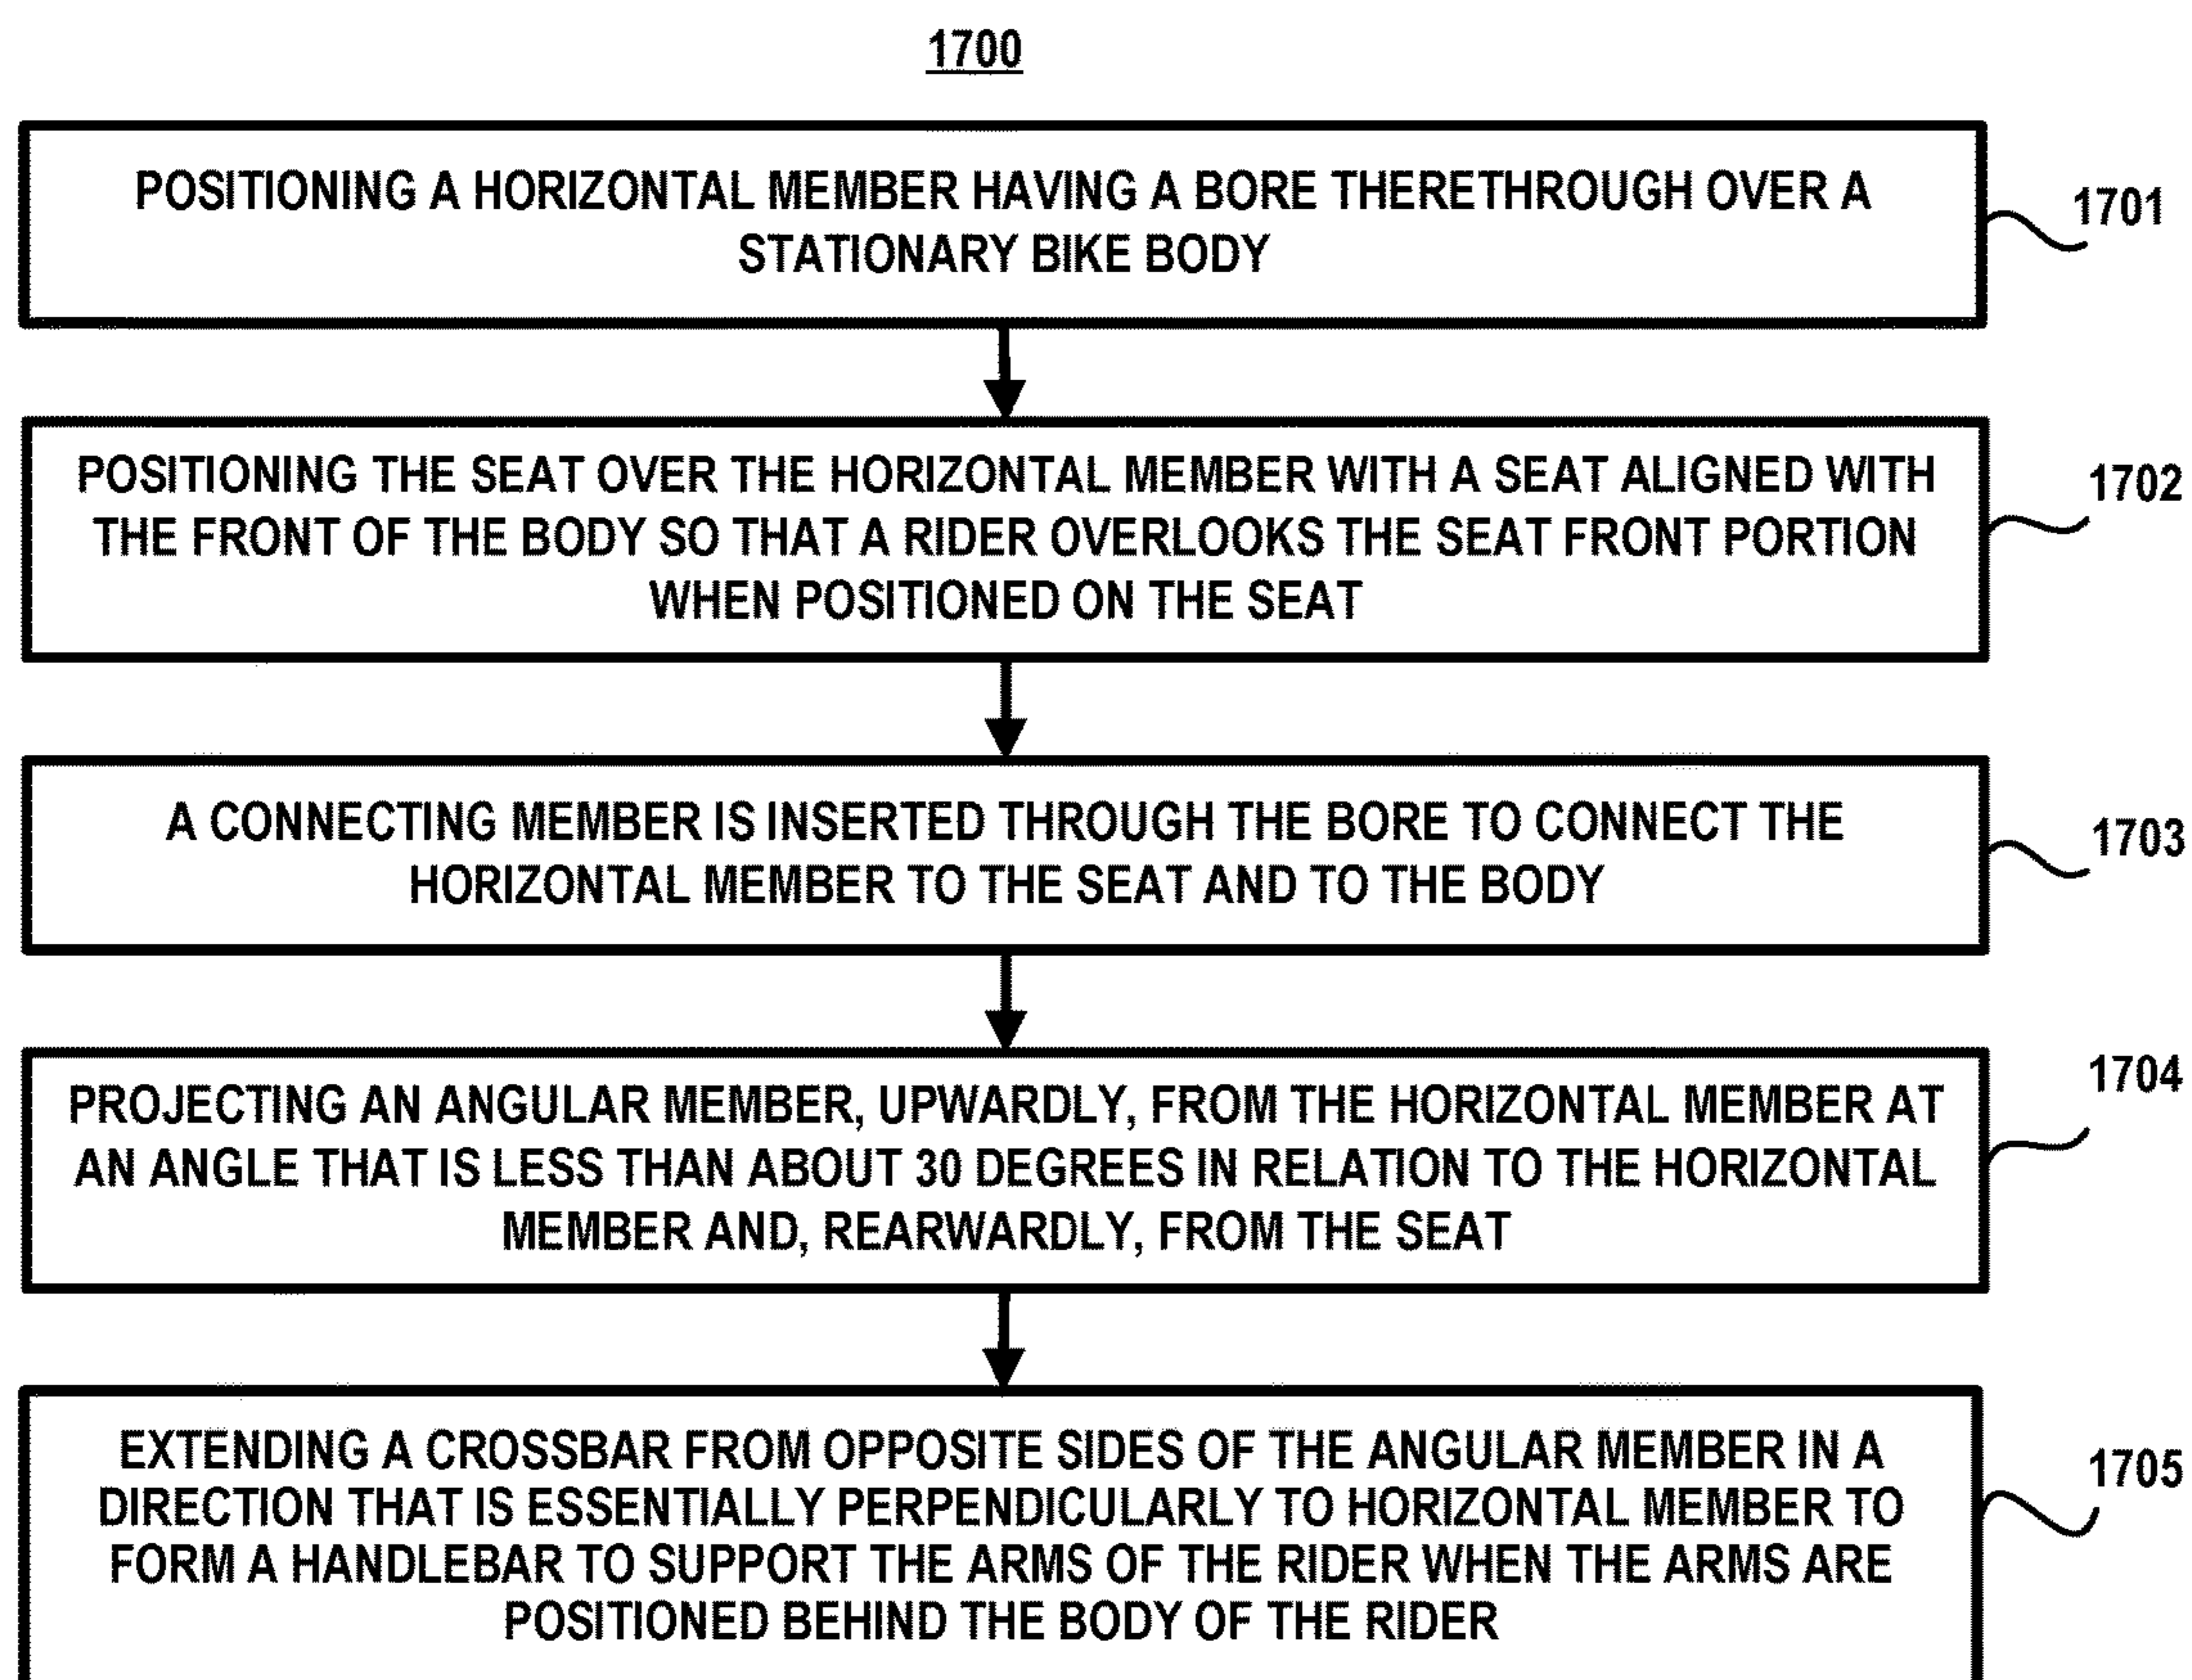 1700
POSITIONING A HORIZONTAL MEMBER HAVING A BORE THERETHROUGH OVER A
STATIONARY BIKE BODY
1701
POSITIONING THE SEAT OVER THE HORIZONTAL MEMBER WITH A SEAT ALIGNED WITH
THE FRONT OF THE BODY SO THAT A RIDER OVERLOOKS THE SEAT FRONT PORTION
WHEN POSITIONED ON THE SEAT
1702
A CONNECTING MEMBER IS INSERTED THROUGH THE BORE TO CONNECT THE
HORIZONTAL MEMBER TO THE SEAT AND TO THE BODY
1703
PROJECTING AN ANGULAR MEMBER, UPWARDLY, FROM THE HORIZONTAL MEMBER AT
AN ANGLE THAT IS LESS THAN ABOUT 30 DEGREES IN RELATION TO THE HORIZONTAL
MEMBER AND, REARWARDLY, FROM THE SEAT
1704
EXTENDING A CROSSBAR FROM OPPOSITE SIDES OF THE ANGULAR MEMBER IN A
DIRECTION THAT IS ESSENTIALLY PERPENDICULARLY TO HORIZONTAL MEMBER TO
FORM A HANDLEBAR TO SUPPORT THE ARMS OF THE RIDER WHEN THE ARMS ARE
POSITIONED BEHIND THE BODY OF THE RIDER
1705